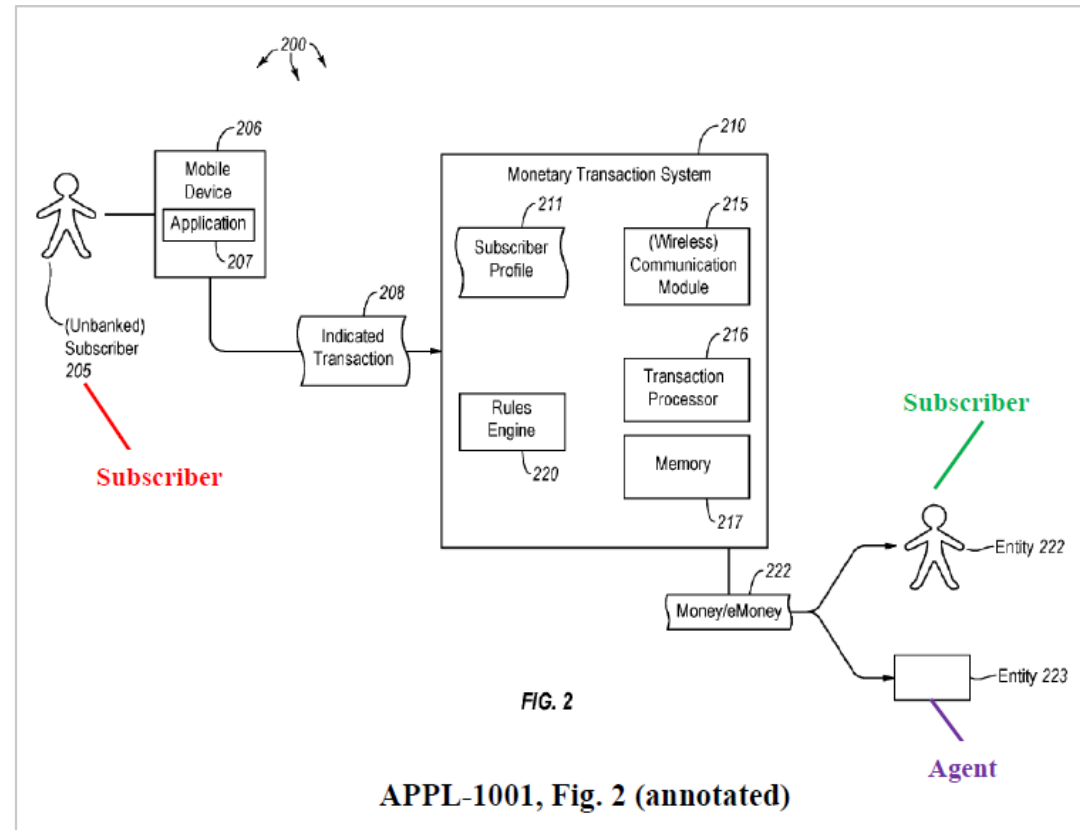 200
206
Mobile
Device
Application
207
(Unbanked)
Subscriber
205
Subscriber
208
Indicated
Transaction
210
Monetary Transaction System
211
Subscriber
Profile
215
(Wireless)
Communication
Module
216
Transaction
Processor
Rules
Engine
220
Memory
217
Subscriber
Entity 222
222
Money/eMoney
Entity 223
Agent
FIG. 2
APPL-1001, Fig. 2 (annotated)